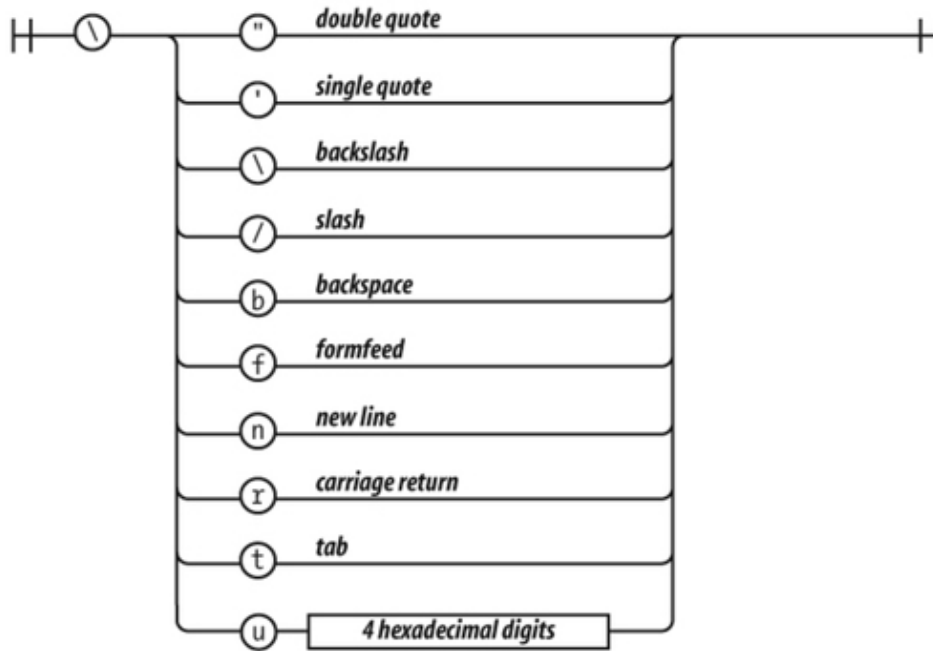 \ " double quote
' single quote
\ backslash
/ slash
b backspace
f formfeed
n new line
r carriage return
t tab
u 4 hexadecimal digits